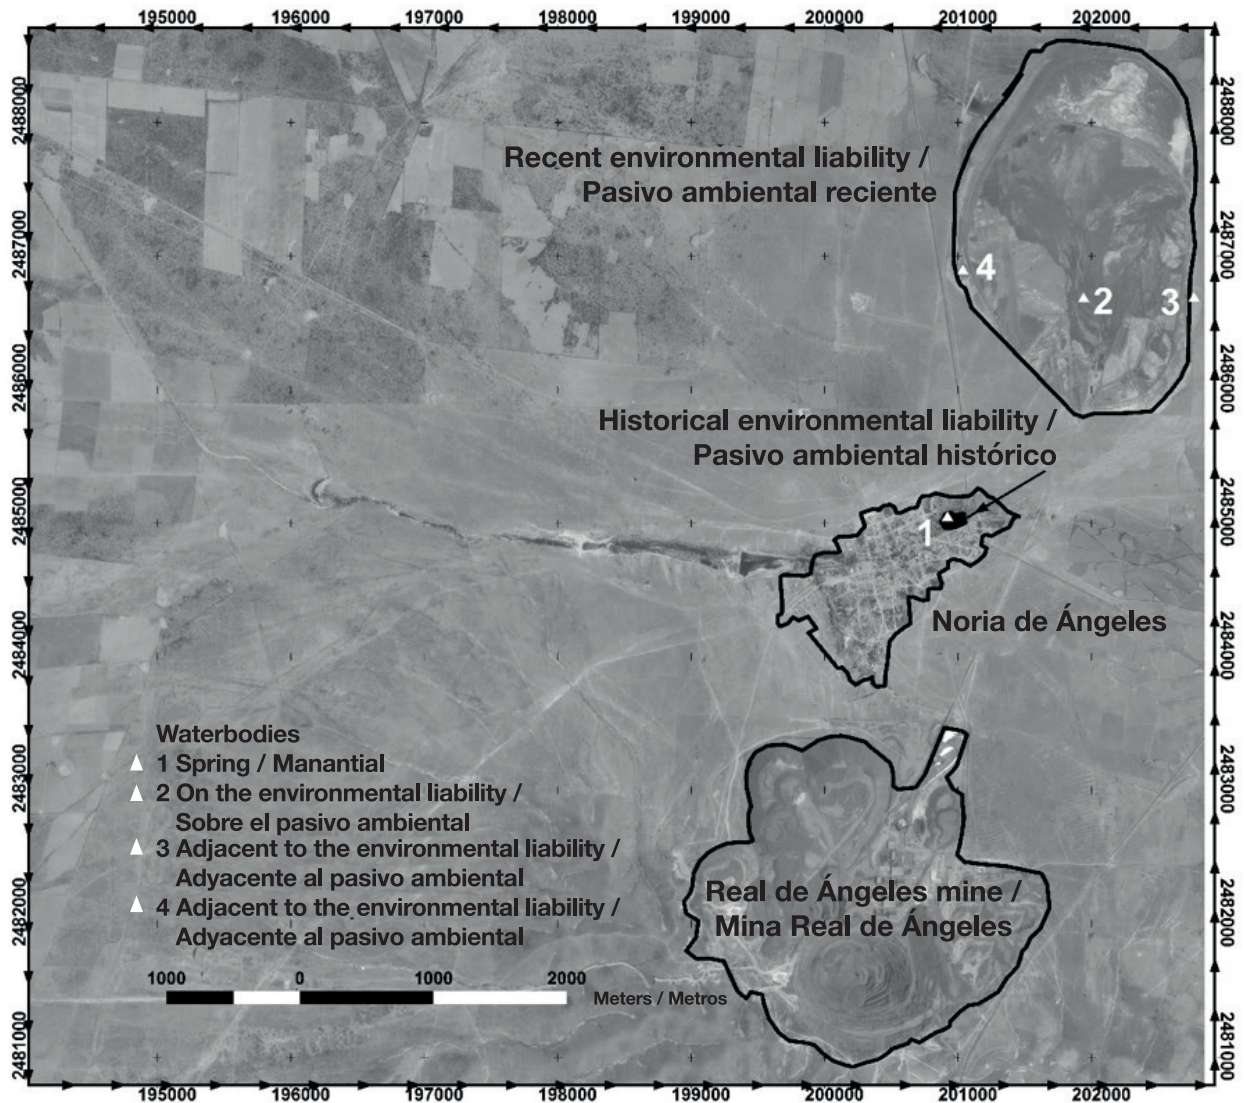 195000 196000 197000 198000 199000 200000 201000 202000
2488000
2488000
Recent environmental liability /
Pasivo ambiental reciente
2487000
2487000
4
2
3
2486000
2486000
Historical environmental liability /
Pasivo ambiental histórico
2485000
2485000
1
Noria de Ángeles
2484000
2484000
Waterbodies
1 Spring / Manantial
2 On the environmental liability /
Sobre el pasivo ambiental
3 Adjacent to the environmental liability /
Adyacente al pasivo ambiental
4 Adjacent to the environmental liability /
Adyacente al pasivo ambiental
2483000
2483000
Real de Ángeles mine /
Mina Real de Ángeles
2482000
2482000
1000 0 1000 2000
Meters / Metros
2481000
2481000
195000 196000 197000 198000 199000 200000 201000 202000